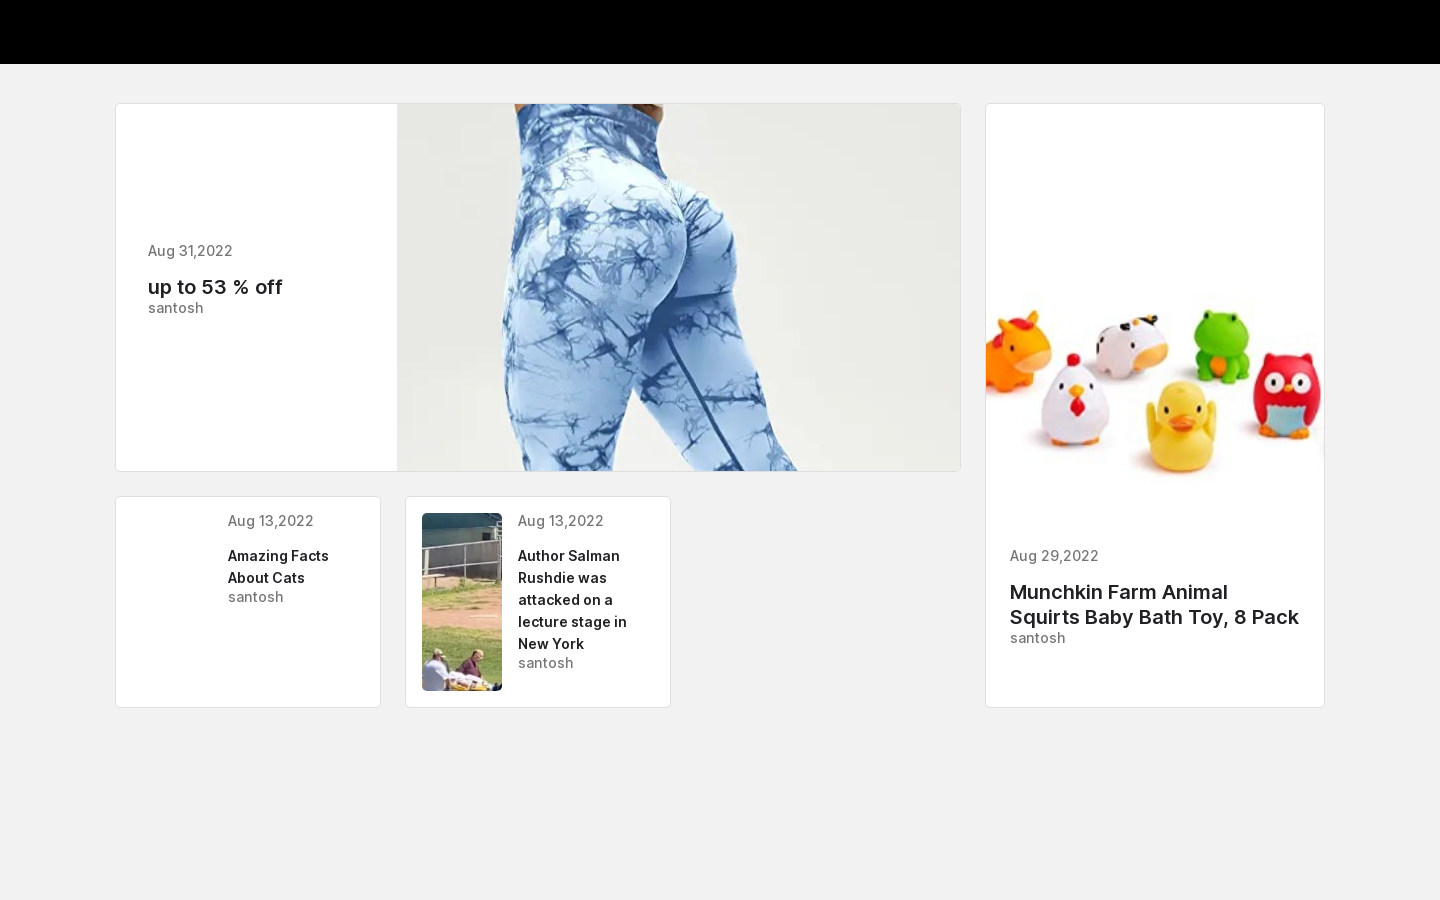 Aug 31,2022
up to 53 % off
santosh
Aug 29,2022
Munchkin Farm Animal
Squirts Baby Bath Toy, 8 Pack
santosh
Aug 13,2022
Amazing Facts
About Cats
santosh
Aug 13,2022
Author Salman
Rushdie was
attacked on a
lecture stage in
New York
santosh